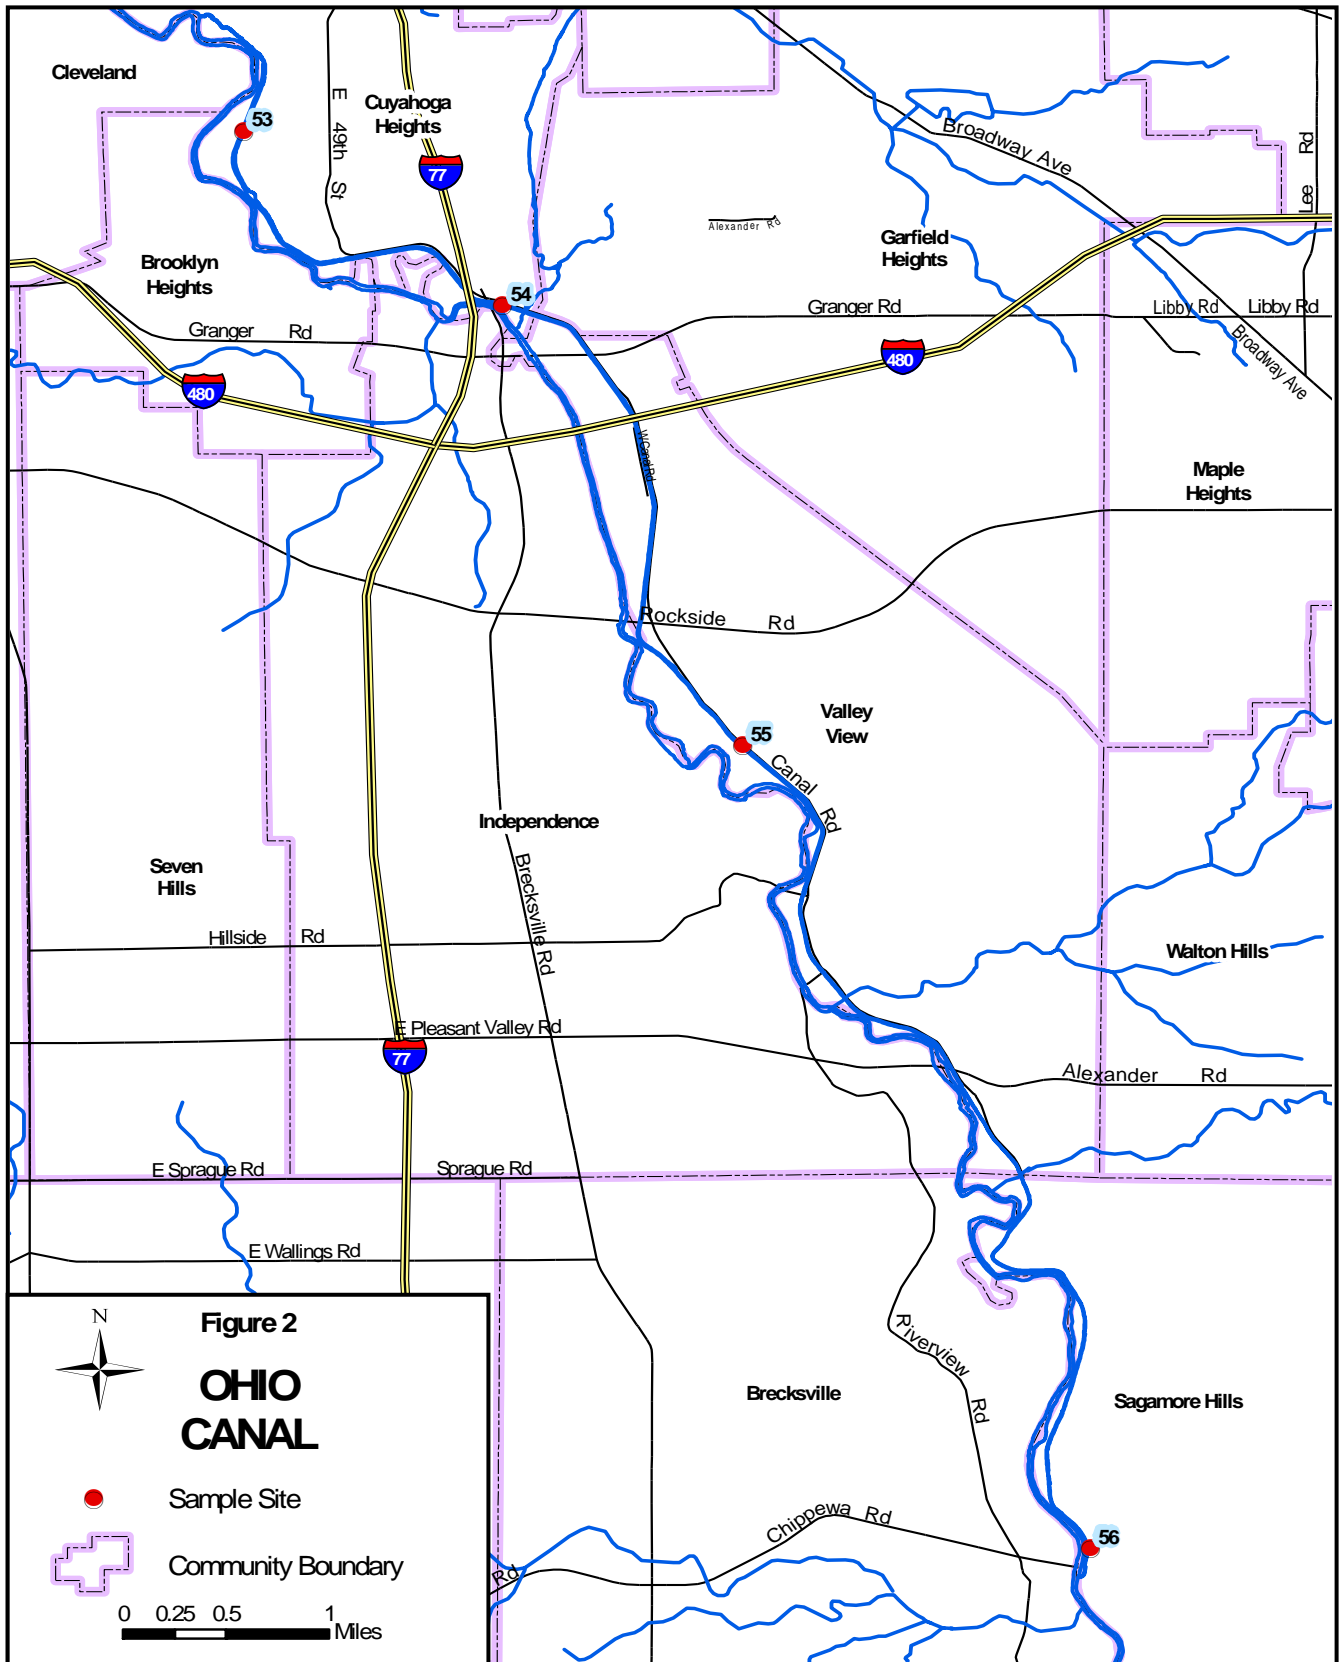 Cleveland
53
E 49th St
Cuyahoga
Heights
77
Broadway Ave
Lee Rd
Alexander Rd
Garfield
Heights
Brooklyn
Heights
54
Granger Rd
Granger Rd
Libby Rd
Libby Rd
Broadway Ave
480
480
W Canal Rd
Maple
Heights
Rockside Rd
Valley
View
55
Canal Rd
Independence
Seven
Hills
Brecksville Rd
Hillside Rd
Walton Hills
E Pleasant Valley Rd
77
Alexander Rd
E Sprague Rd
Sprague Rd
E Wallings Rd
Riverview Rd
Brecksville
Sagamore Hills
Chippewa Rd
56
Rd
N
Figure 2
OHIO
CANAL
Sample Site
Community Boundary
0 0.25 0.5 1
Miles